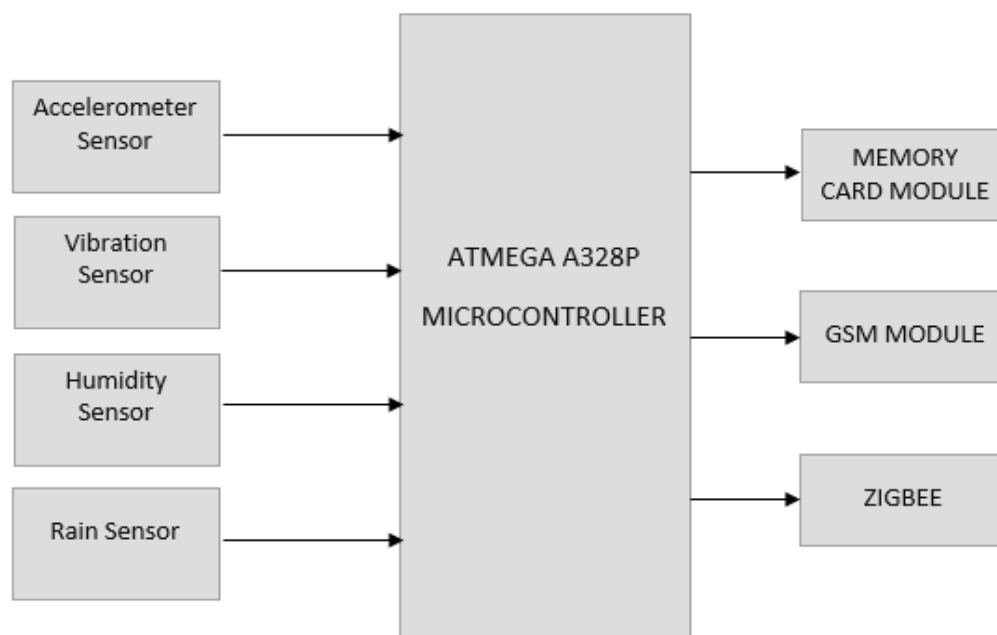 Accelerometer
Sensor
Vibration
Sensor
Humidity
Sensor
Rain Sensor
ATMEGA A328P
MICROCONTROLLER
MEMORY
CARD MODULE
GSM MODULE
ZIGBEE